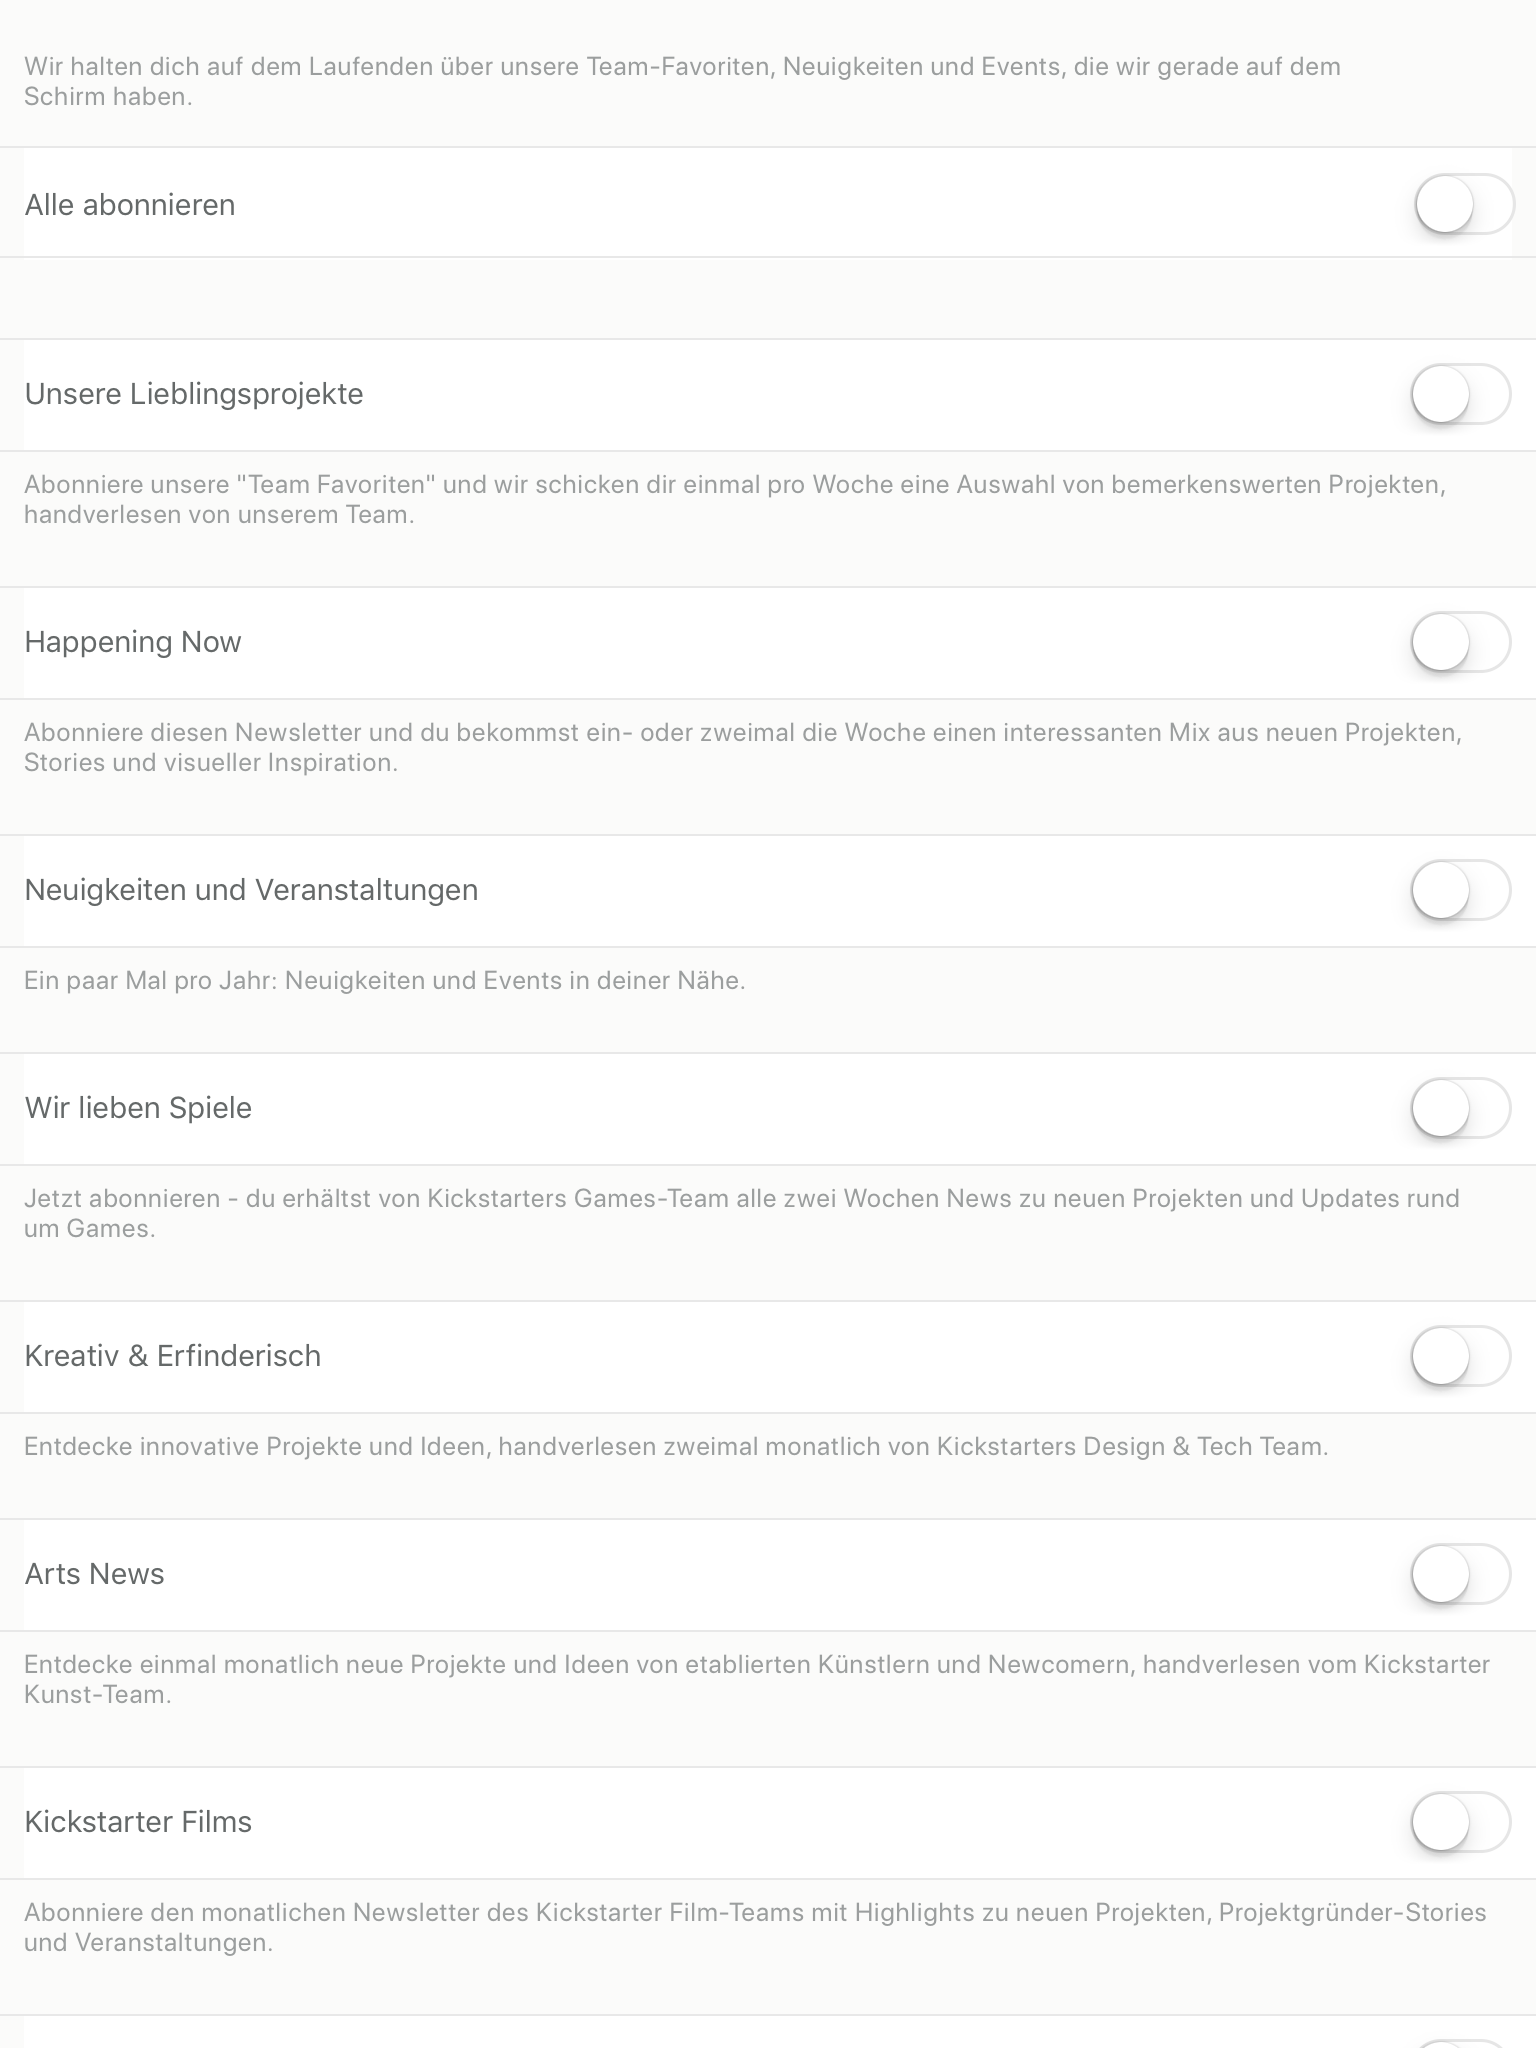 Wir halten dich auf dem Laufenden über unsere Team-Favoriten, Neuigkeiten und Events, die wir gerade auf dem
Schirm haben.
Alle abonnieren
Unsere Lieblingsprojekte
Abonniere unsere "Team Favoriten" und wir schicken dir einmal pro Woche eine Auswahl von bemerkenswerten Projekten,
handverlesen von unserem Team.
Happening Now
Abonniere diesen Newsletter und du bekommst ein- oder zweimal die Woche einen interessanten Mix aus neuen Projekten,
Stories und visueller Inspiration.
Neuigkeiten und Veranstaltungen
Ein paar Mal pro Jahr: Neuigkeiten und Events in deiner Nähe.
Wir lieben Spiele
Jetzt abonnieren - du erhältst von Kickstarters Games-Team alle zwei Wochen News zu neuen Projekten und Updates rund
um Games.
Kreativ & Erfinderisch
Entdecke innovative Projekte und Ideen, handverlesen zweimal monatlich von Kickstarters Design & Tech Team.
Arts News
Entdecke einmal monatlich neue Projekte und Ideen von etablierten Künstlern und Newcomern, handverlesen vom Kickstarter
Kunst-Team.
Kickstarter Films
Abonniere den monatlichen Newsletter des Kickstarter Film-Teams mit Highlights zu neuen Projekten, Projektgründer-Stories
und Veranstaltungen.